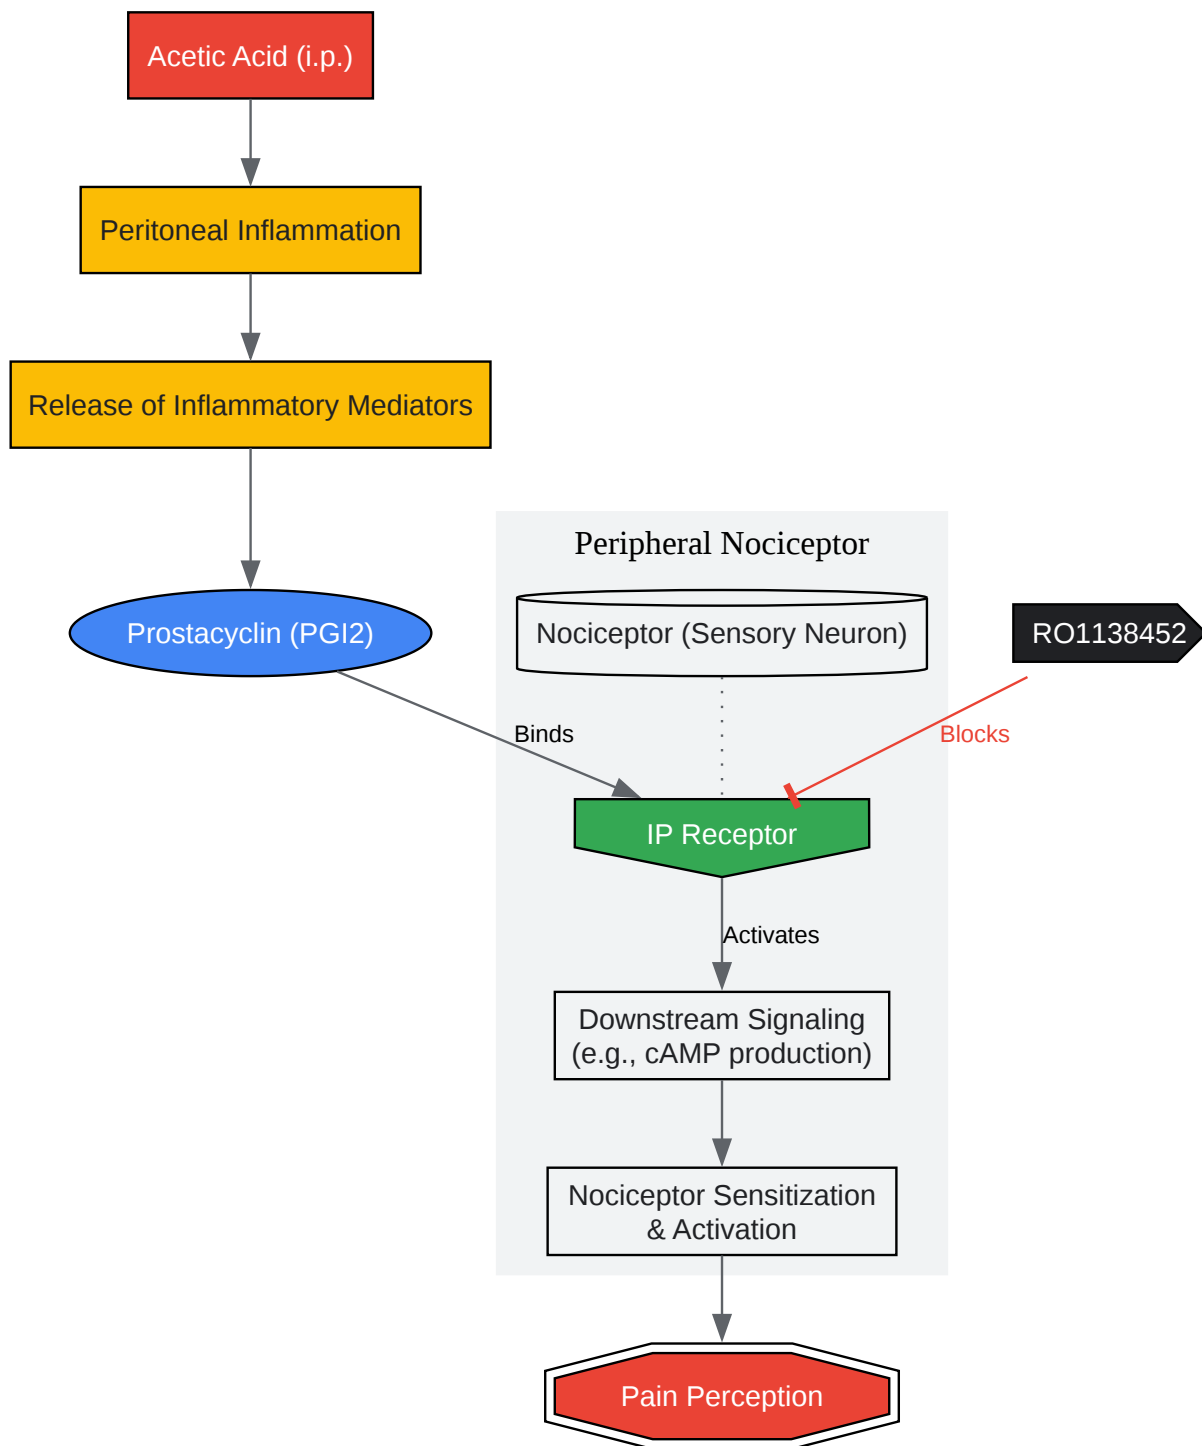 Acetic Acid (i.p.)
Peritoneal Inflammation
Release of Inflammatory Mediators
Peripheral Nociceptor
Prostacyclin (PGI2)
Nociceptor (Sensory Neuron)
RO1138452
Binds
Blocks
IP Receptor
Activates
Downstream Signaling
(e.g., cAMP production)
Nociceptor Sensitization
& Activation
Pain Perception